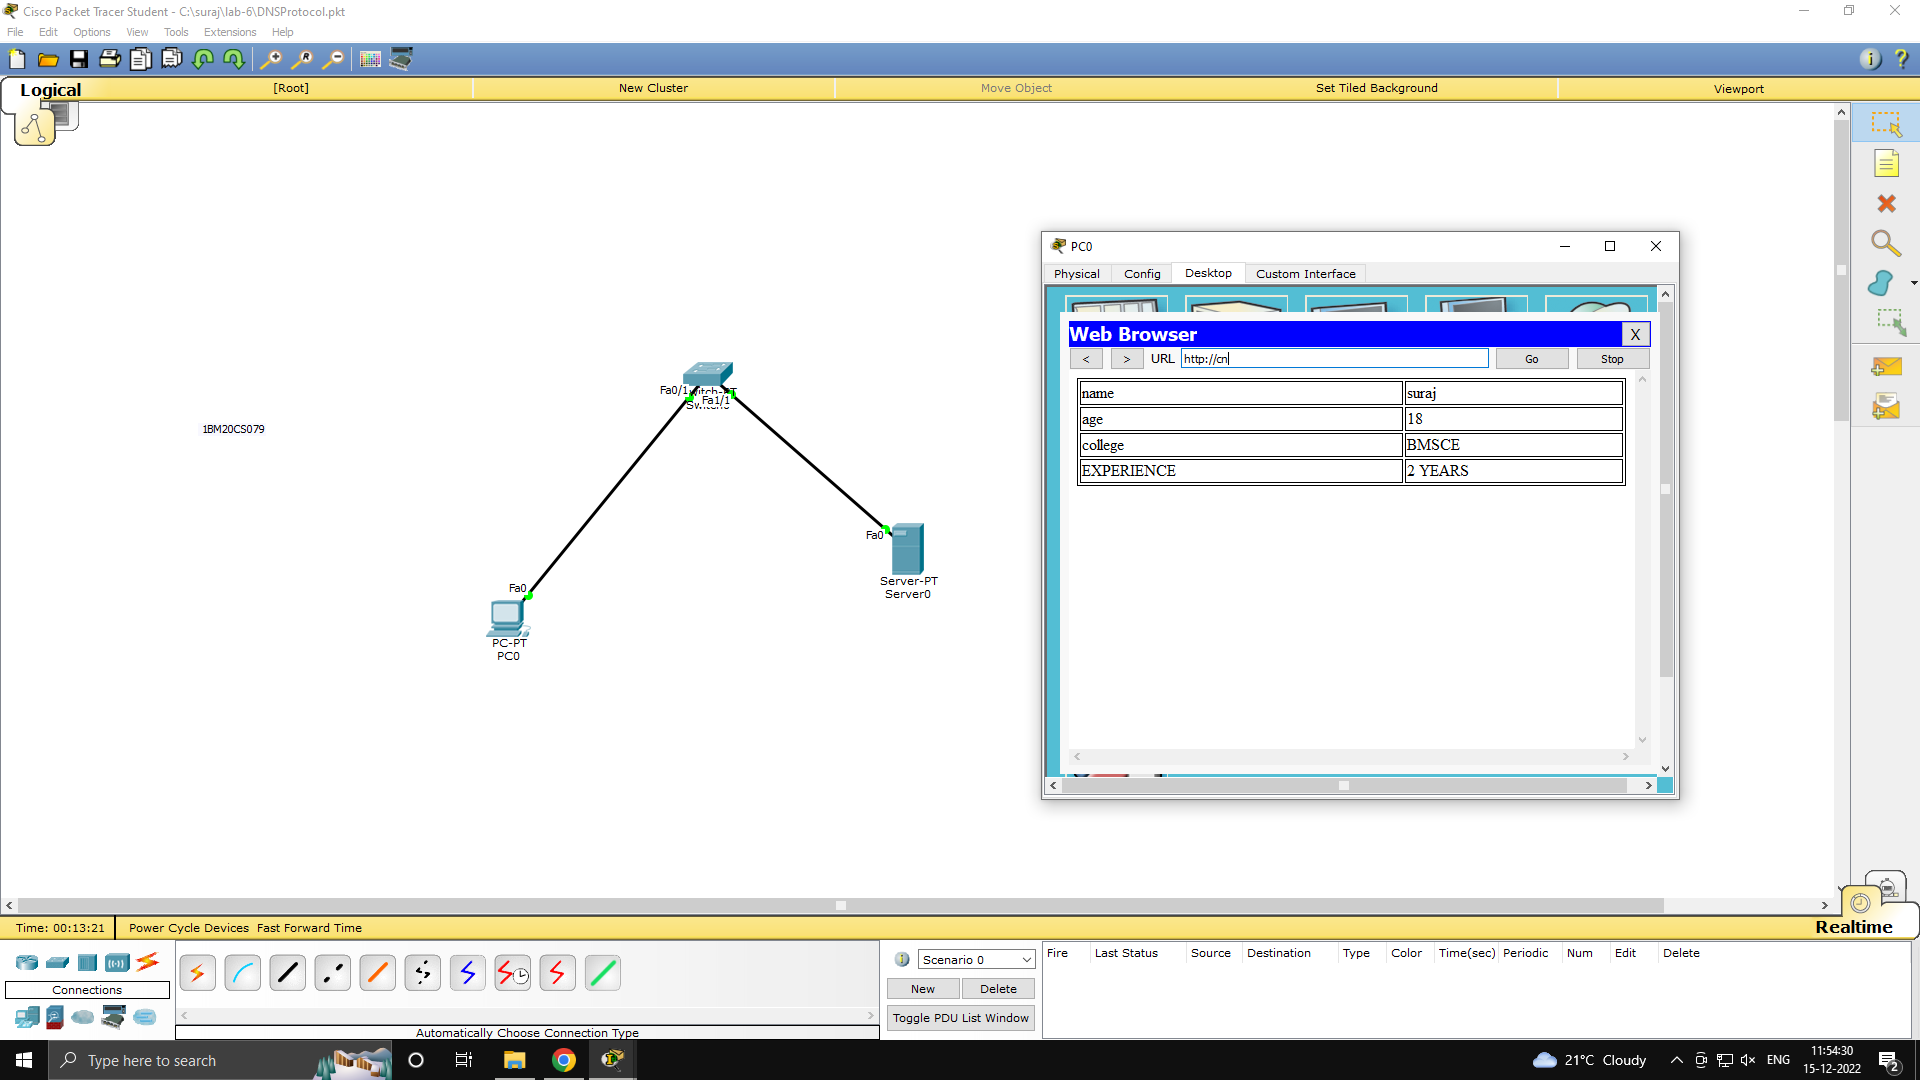 Cisco Packet Tracer Student - C:\suraj\lab-6\DNSProtocol.pkt
File Edit Options View Tools Extensions Help
Logical [Root] New Cluster Move Object Set Tiled Background Viewport
PC0
Physical Config Desktop Custom Interface
Web Browser X
< > URL http://cn Go Stop
name suraj
age 18
college BMSCE
EXPERIENCE 2 YEARS
Fa0/1
Fa1/1
1BM20CS079
Fa0
Server-PT
Server0
Fa0
PC-PT
PC0
Realtime
Time: 00:13:21 Power Cycle Devices Fast Forward Time
Connections
Automatically Choose Connection Type
Scenario 0
New Delete
Toggle PDU List Window
Fire Last Status Source Destination Type Color Time(sec) Periodic Num Edit Delete
Type here to search
21°C Cloudy
ENG
11:54:30
15-12-2022
2